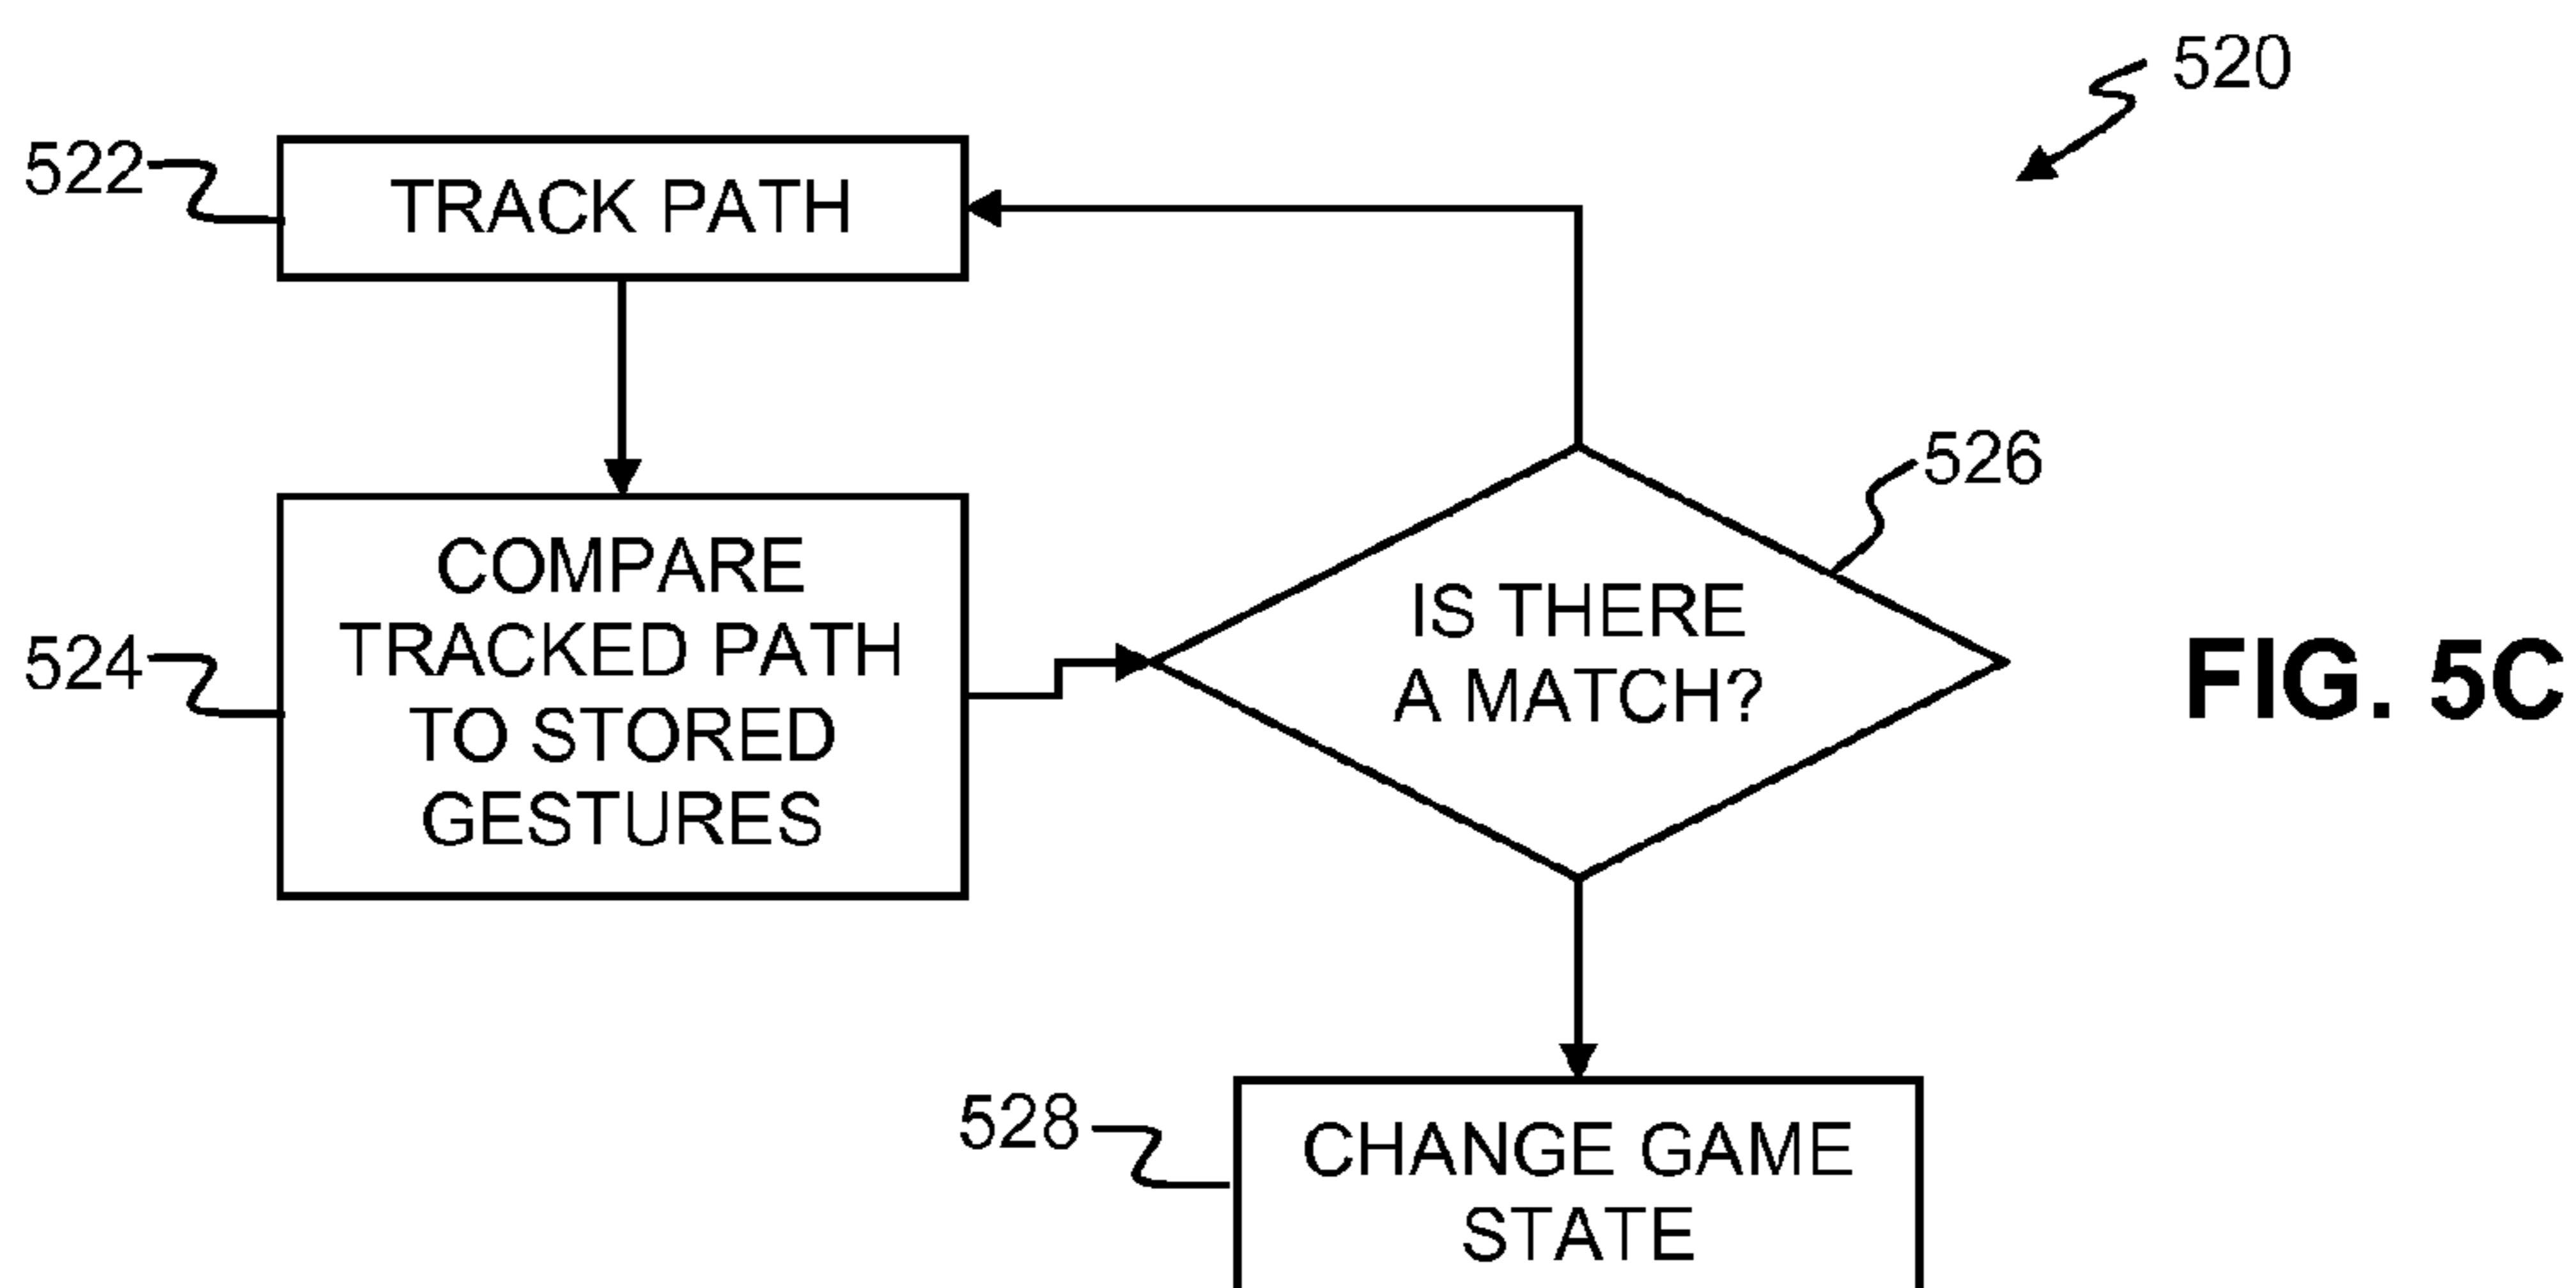 520
522
TRACK PATH
526
COMPARE
TRACKED PATH
TO STORED
GESTURES
524
IS THERE
A MATCH?
FIG. 5C
528
CHANGE GAME
STATE